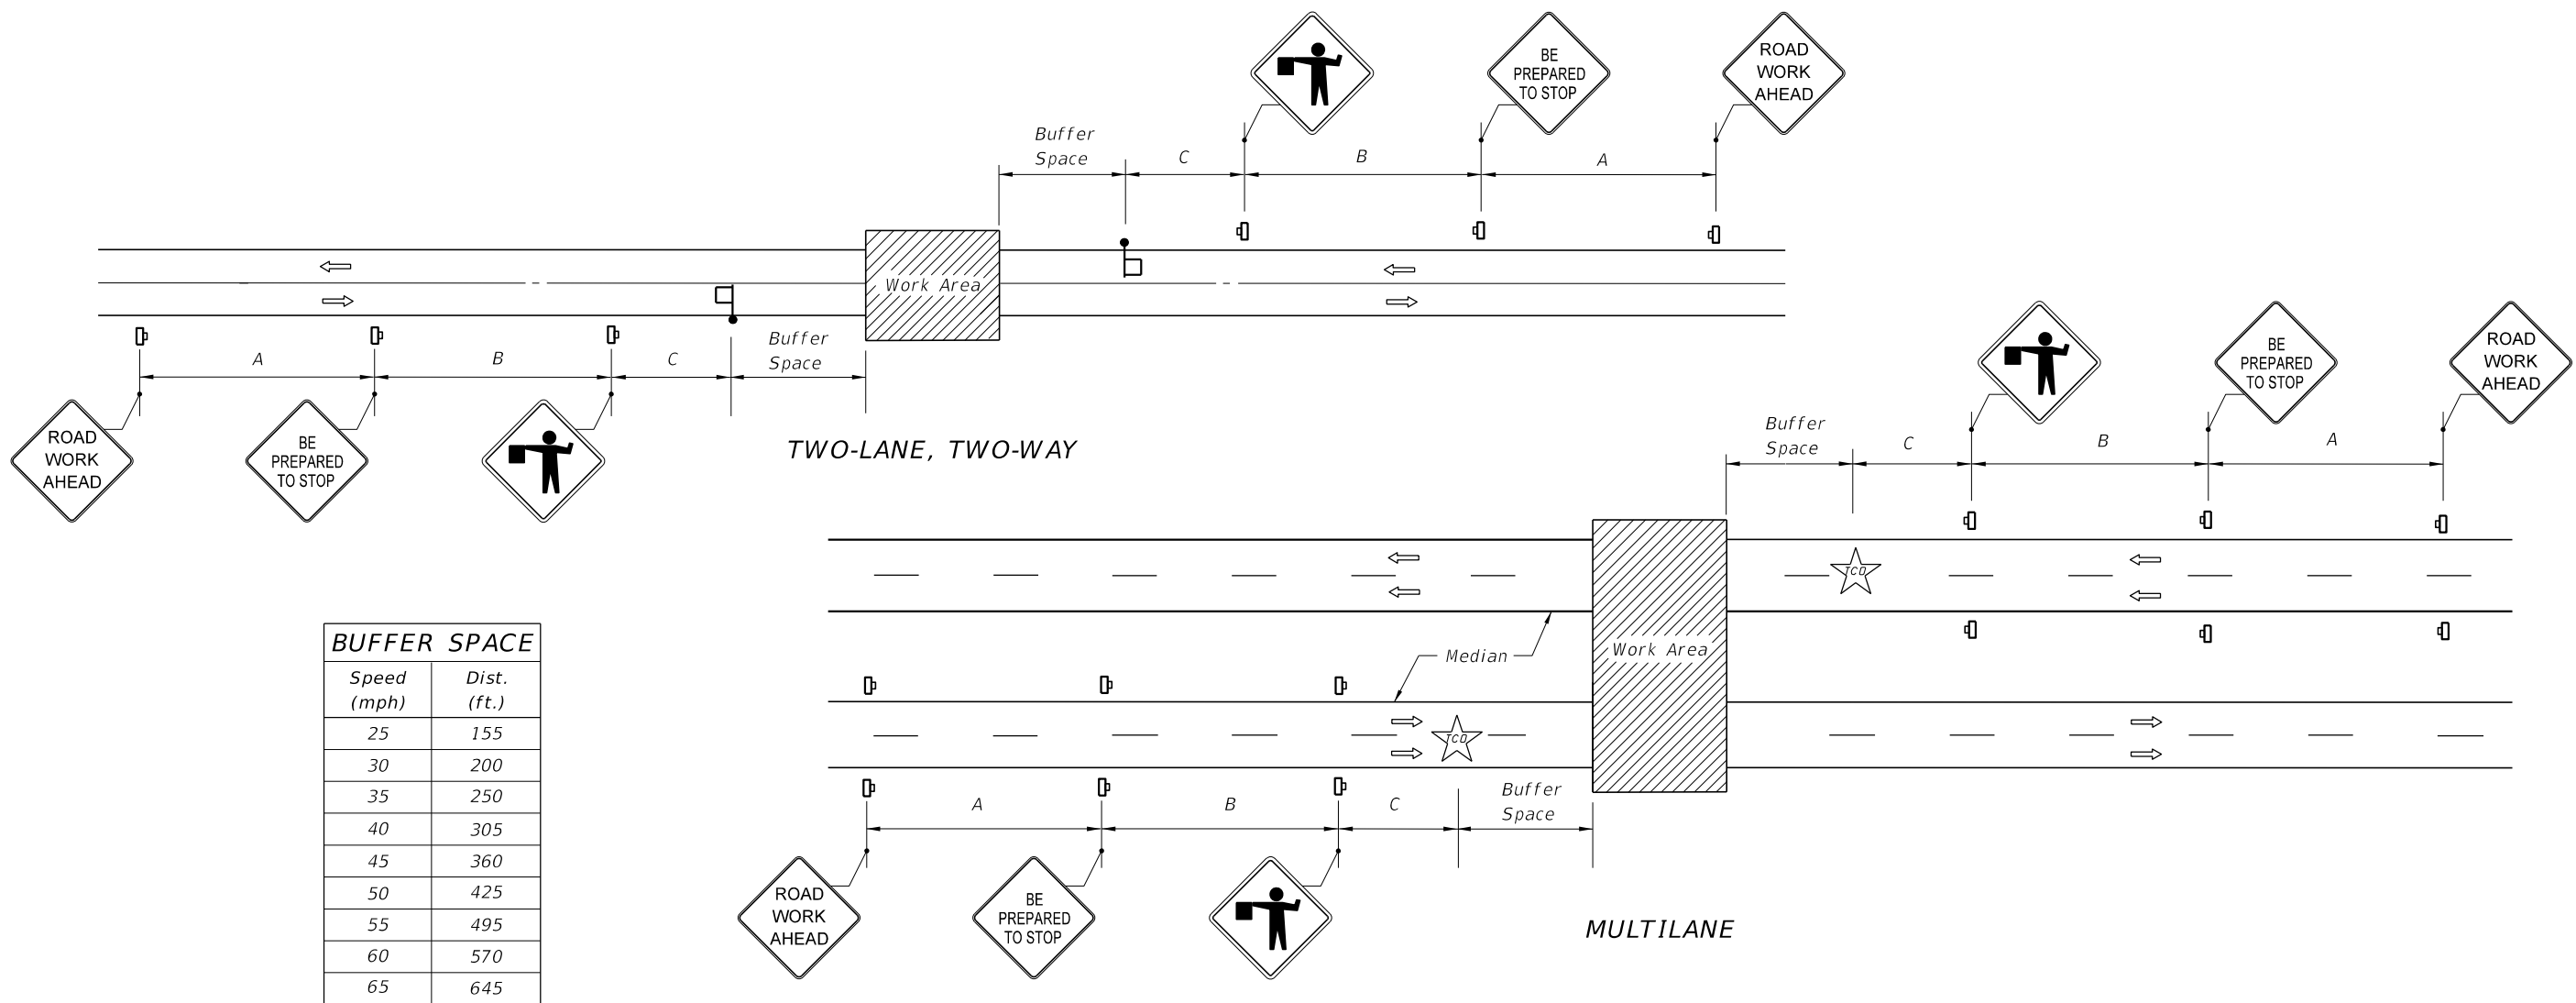 ROAD
WORK
AHEAD
BE
PREPARED
TO STOP
Buffer
Space
C
B
A
Work Area
A
B
C
Buffer
Space
ROAD
WORK
AHEAD
BE
PREPARED
TO STOP
TWO-LANE, TWO-WAY
BE
PREPARED
TO STOP
ROAD
WORK
AHEAD
Buffer
Space
C
B
A
TCO
Median
Work Area
TCO
A
B
C
Buffer
Space
ROAD
WORK
AHEAD
BE
PREPARED
TO STOP
MULTILANE
BUFFER SPACE
Speed
(mph)
Dist.
(ft.)
25 155
30 200
35 250
40 305
45 360
50 425
55 495
60 570
65 645